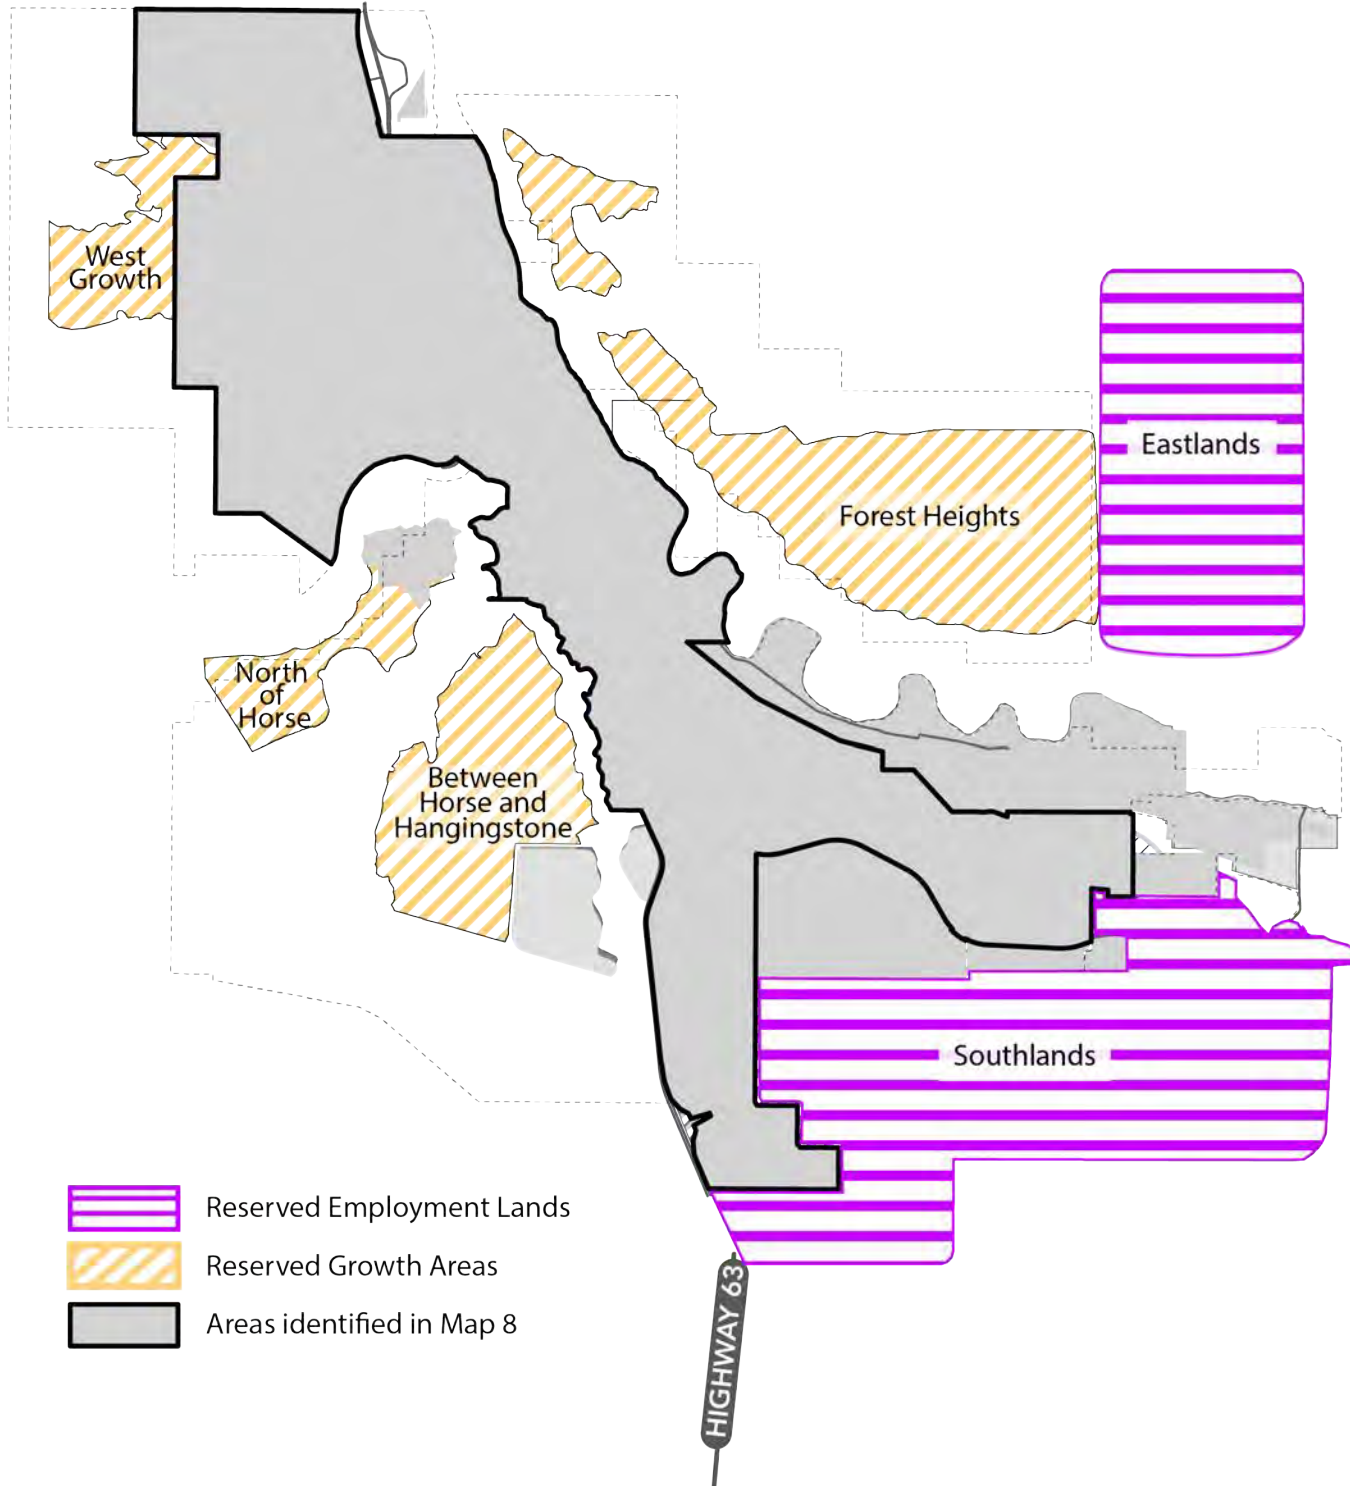 West
Growth
Eastlands
Forest Heights
North
of
Horse
Between
Horse and
Hangingstone
Southlands
Reserved Employment Lands
Reserved Growth Areas
Areas identified in Map 8
HIGHWAY 63